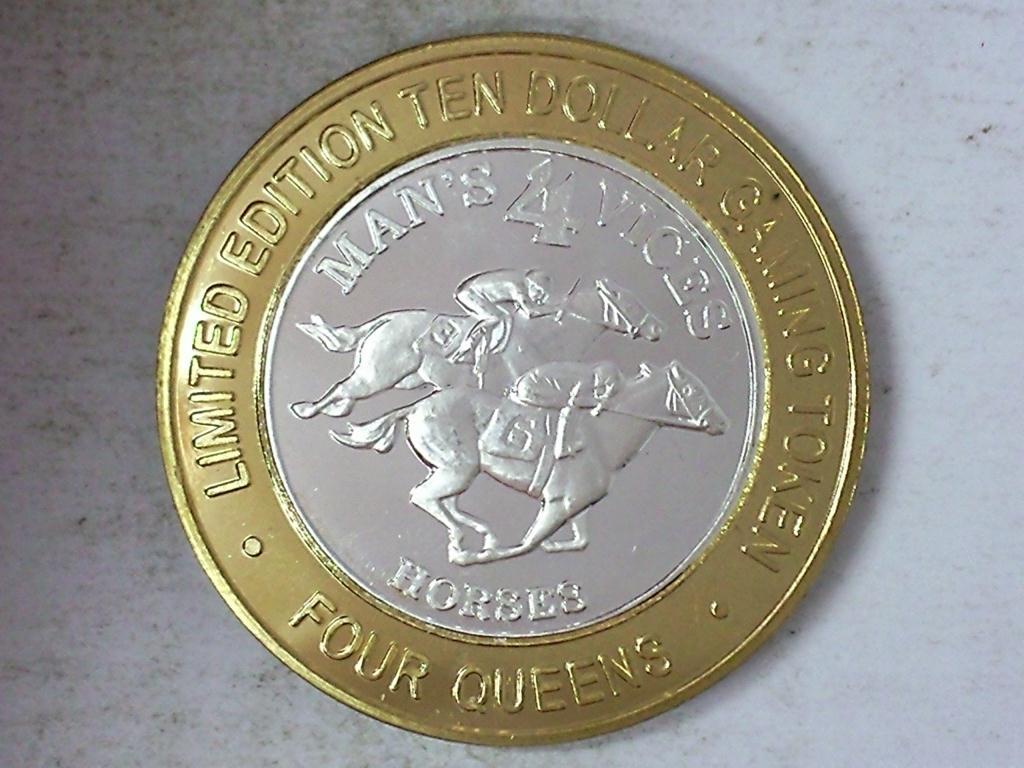 LIMITED EDITION TEN DOLLAR GAMING TOKEN
MAN'S 4 VICES
6
HORSES
• FOUR QUEENS •